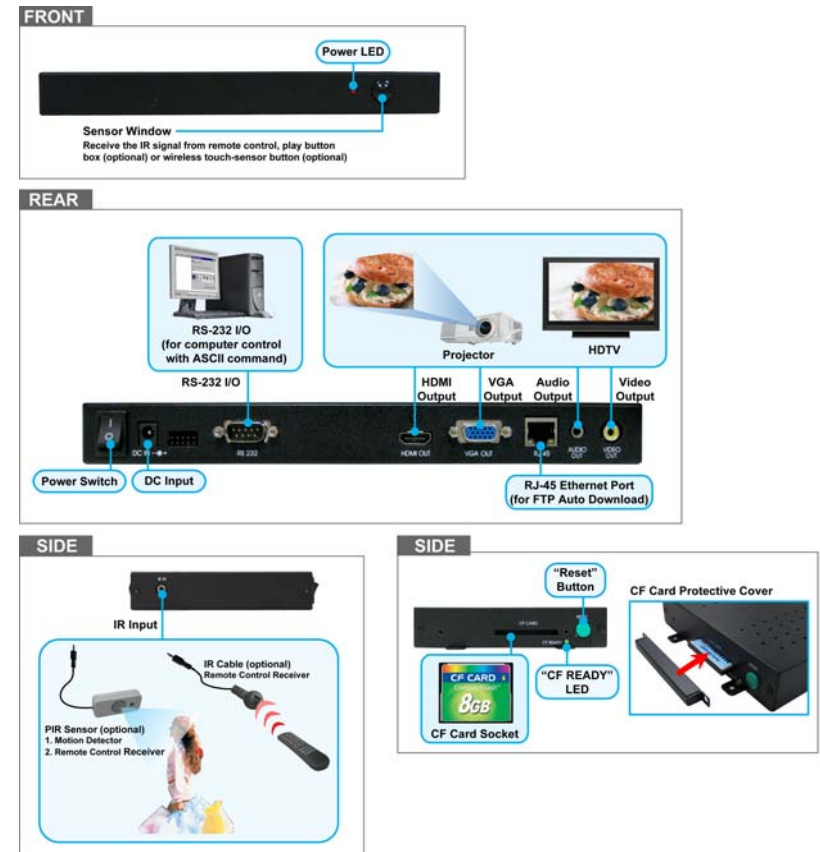 FRONT
Power LED
Sensor Window
Receive the IR signal from remote control, play button
box (optional) or wireless touch-sensor button (optional)
REAR
RS-232 I/O
(for computer control
with ASCII command)
Projector
HDTV
RS-232 I/O
HDMI
Output
VGA
Output
Audio
Output
Video
Output
DC IN
RS 232
HDMI OUT
VGA OUT
RJ-45
AUDIO
OUT
VIDEO
OUT
Power Switch
DC Input
RJ-45 Ethernet Port
(for FTP Auto Download)
SIDE
IR Input
IR Cable (optional)
Remote Control Receiver
PIR Sensor (optional)
1. Motion Detector
2. Remote Control Receiver
SIDE
"Reset"
Button
CF Card Protective Cover
CF CARD
CF READY
"CF READY"
LED
CF CARD
8GB
CF Card Socket